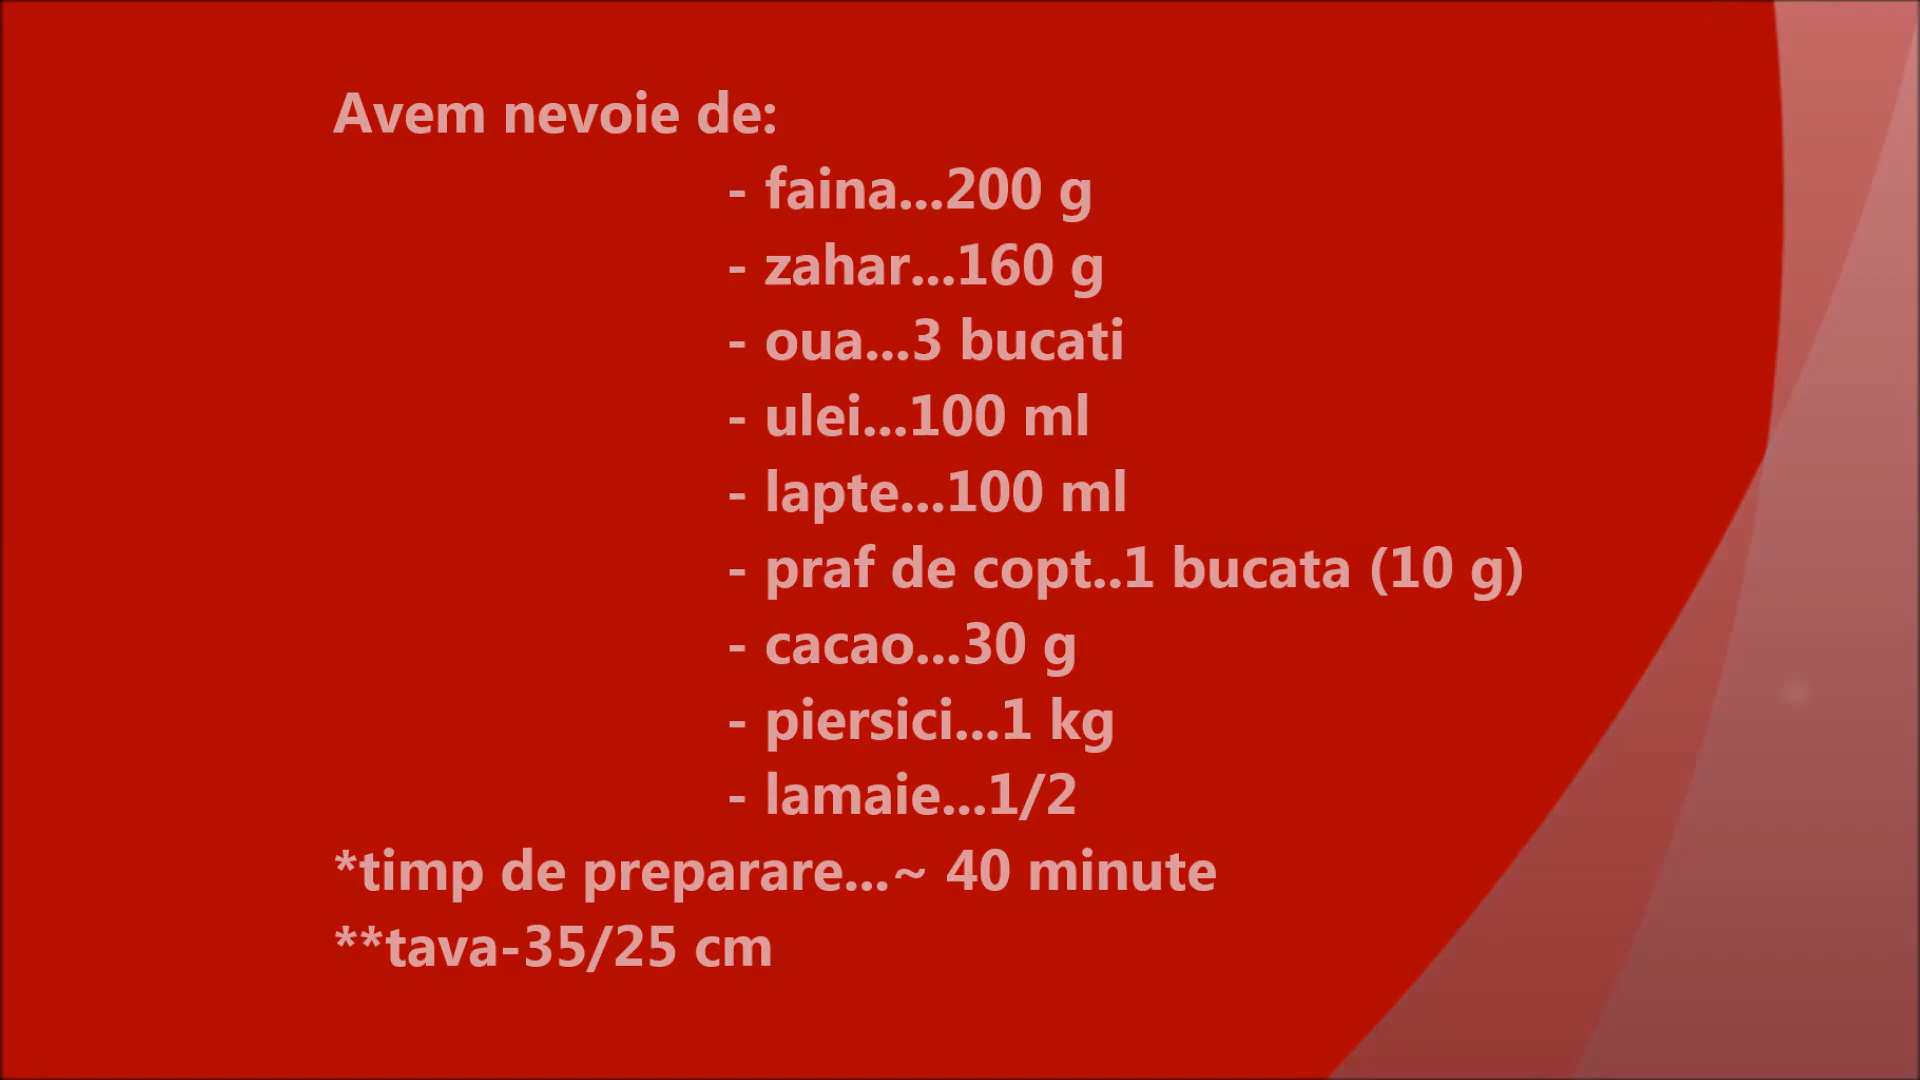 Avem nevoie de:
- faina...200 g
- zahar...160 g
- oua...3 bucati
- ulei...100 ml
- lapte...100 ml
- praf de copt..1 bucata (10 g)
- cacao...30 g
- piersici...1 kg
- lamaie...1/2
*timp de preparare...~ 40 minute
**tava-35/25 cm